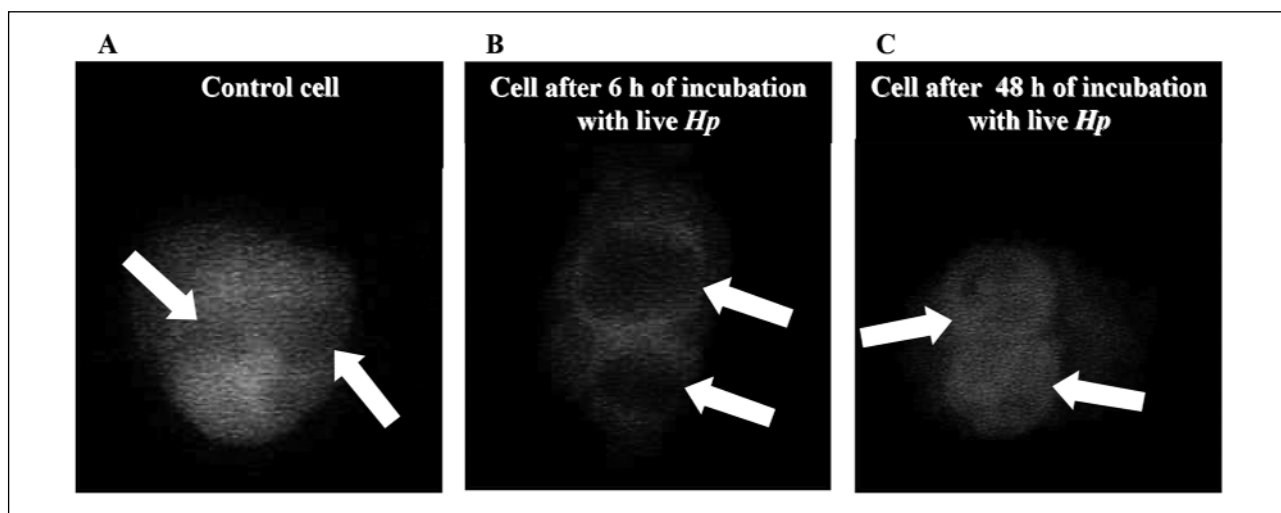 A
Control cell
B
Cell after 6 h of incubation
with live Hp
C
Cell after 48 h of incubation
with live Hp